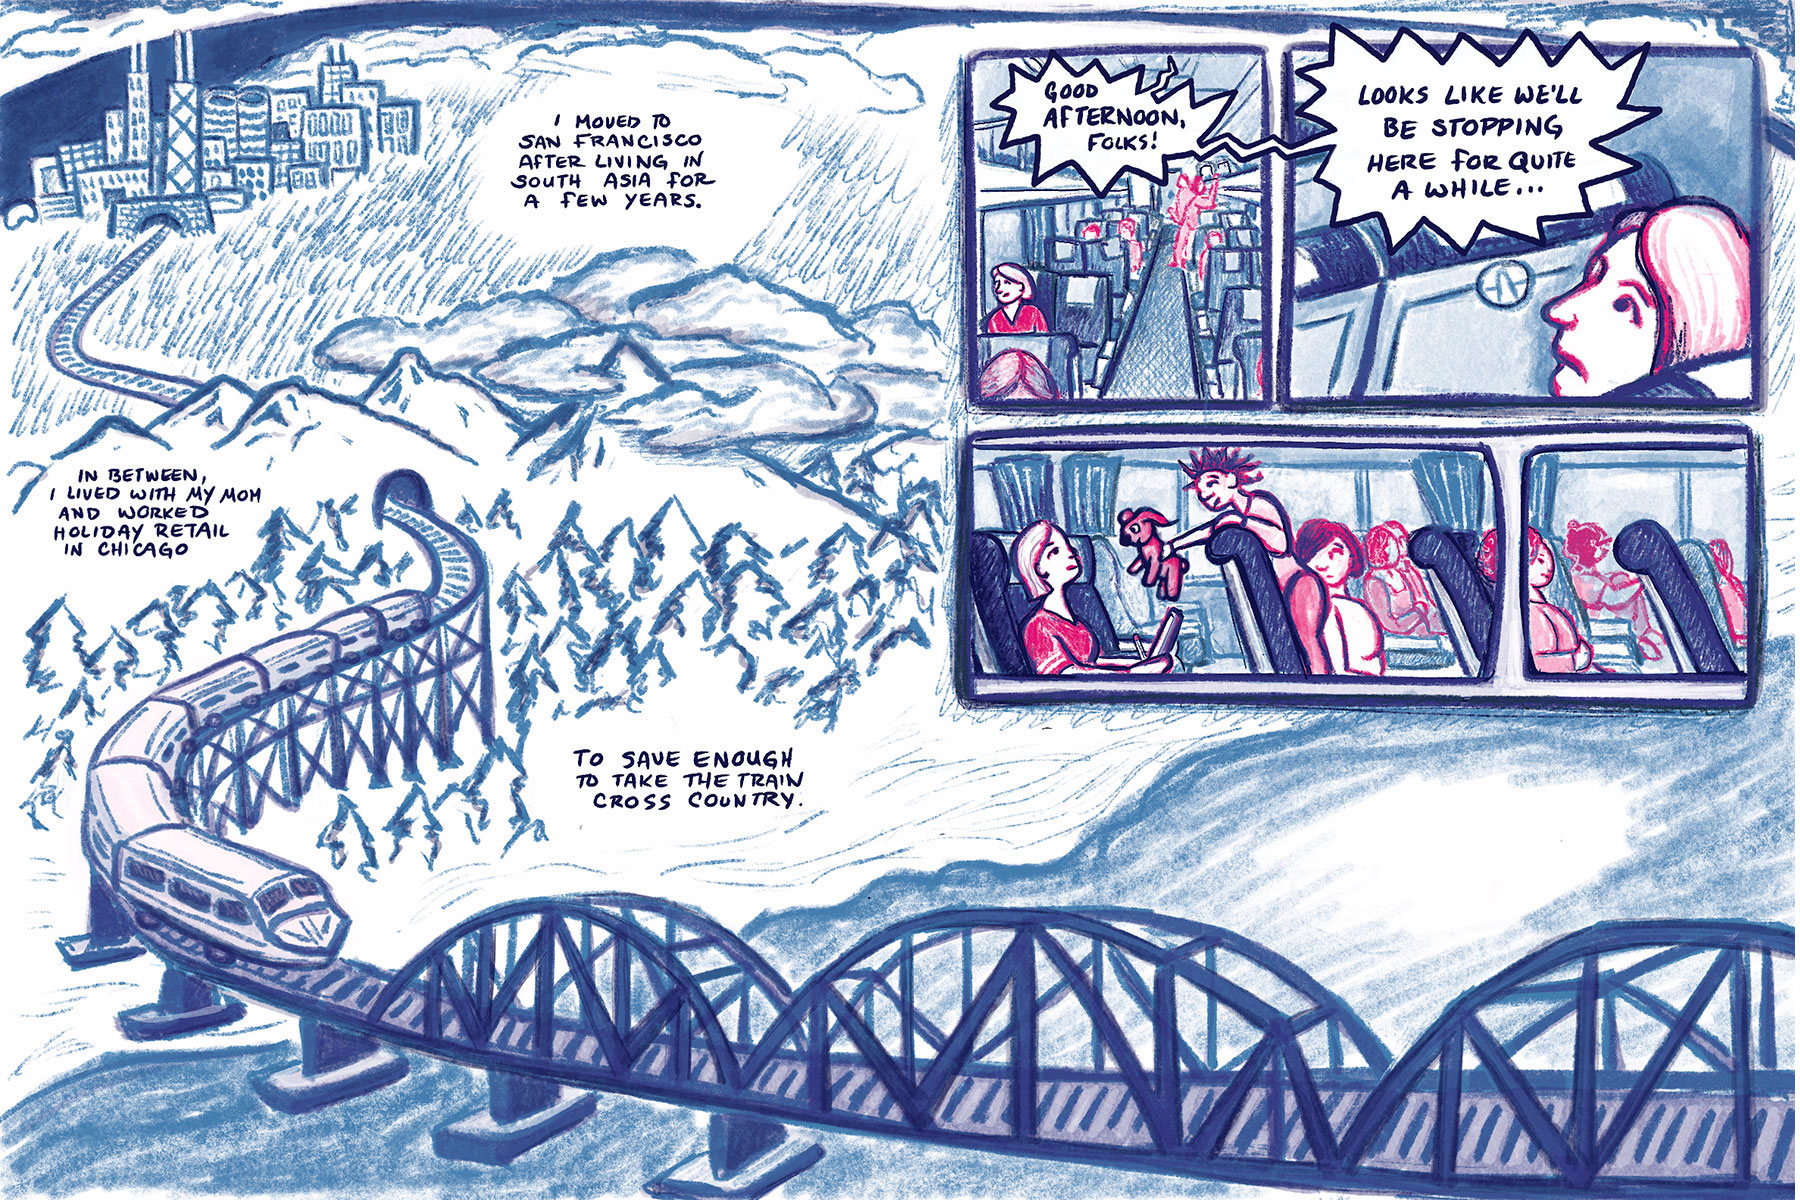 I MOVED TO
SAN FRANCISCO
AFTER LIVING IN
SOUTH ASIA FOR
A FEW YEARS.
IN BETWEEN,
I LIVED WITH MY MOM
AND WORKED
HOLIDAY RETAIL
IN CHICAGO
TO SAVE ENOUGH
TO TAKE THE TRAIN
CROSS COUNTRY.
GOOD
AFTERNOON,
FOLKS!
LOOKS LIKE WE'LL
BE STOPPING
HERE FOR QUITE
A WHILE...